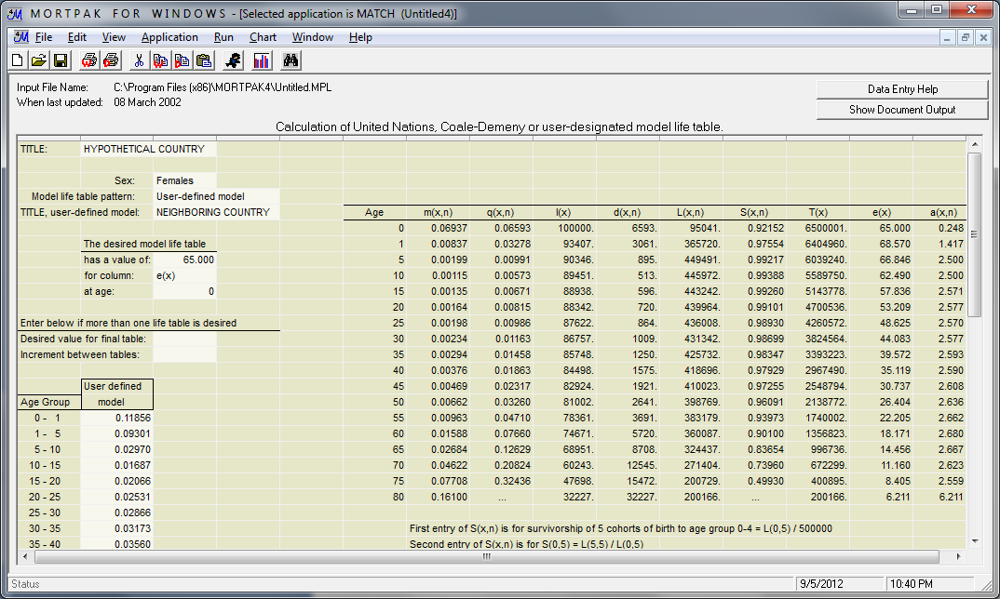 MORTPAK FOR WINDOWS - [Selected application is MATCH (Untitled4)]
File Edit View Application Run Chart Window Help
Input File Name: C:\Program Files (x86)\MORTPAK4\Untitled.MPL
When last updated: 08 March 2002
Data Entry Help
Show Document Output
Calculation of United Nations, Coale-Demeny or user-designated model life table.
TITLE: HYPOTHETICAL COUNTRY
Sex: Females
Model life table pattern: User-defined model
TITLE, user-defined model: NEIGHBORING COUNTRY
The desired model life table
has a value of: 65.000
for column: e(x)
at age: 0
Enter below if more than one life table is desired
Desired value for final table:
Increment between tables:
User defined
Age Group model
0 - 1 0.11856
1 - 5 0.09301
5 - 10 0.02970
10 - 15 0.01687
15 - 20 0.02066
20 - 25 0.02531
25 - 30 0.02866
30 - 35 0.03173
35 - 40 0.03560
Age m(x,n) q(x,n) l(x) d(x,n) L(x,n) S(x,n) T(x) e(x) a(x,n)
0 0.06937 0.06593 100000. 6593. 95041. 0.92152 6500001. 65.000 0.248
1 0.00837 0.03278 93407. 3061. 365720. 0.97554 6404960. 68.570 1.417
5 0.00199 0.00991 90346. 895. 449491. 0.99217 6039240. 66.846 2.500
10 0.00115 0.00573 89451. 513. 445972. 0.99388 5589750. 62.490 2.500
15 0.00135 0.00671 88938. 596. 443242. 0.99260 5143778. 57.836 2.571
20 0.00164 0.00815 88342. 720. 439964. 0.99101 4700536. 53.209 2.577
25 0.00198 0.00986 87622. 864. 436008. 0.98930 4260572. 48.625 2.570
30 0.00234 0.01163 86757. 1009. 431342. 0.98699 3824564. 44.083 2.577
35 0.00294 0.01458 85748. 1250. 425732. 0.98347 3393223. 39.572 2.593
40 0.00376 0.01863 84498. 1575. 418696. 0.97929 2967490. 35.119 2.590
45 0.00469 0.02317 82924. 1921. 410023. 0.97255 2548794. 30.737 2.608
50 0.00662 0.03260 81002. 2641. 398769. 0.96091 2138772. 26.404 2.636
55 0.00963 0.04710 78361. 3691. 383179. 0.93973 1740002. 22.205 2.662
60 0.01588 0.07660 74671. 5720. 360087. 0.90100 1356823. 18.171 2.680
65 0.02684 0.12629 68951. 8708. 324437. 0.83654 996736. 14.456 2.667
70 0.04622 0.20824 60243. 12545. 271404. 0.73960 672299. 11.160 2.623
75 0.07708 0.32436 47698. 15472. 200729. 0.49930 400895. 8.405 2.559
80 0.16100 ... 32227. 32227. 200166. ... 200166. 6.211 6.211
First entry of S(x,n) is for survivorship of 5 cohorts of birth to age group 0-4 = L(0,5) / 500000
Second entry of S(x,n) is for S(0,5) = L(5,5) / L(0,5)
Status 9/5/2012 10:40 PM